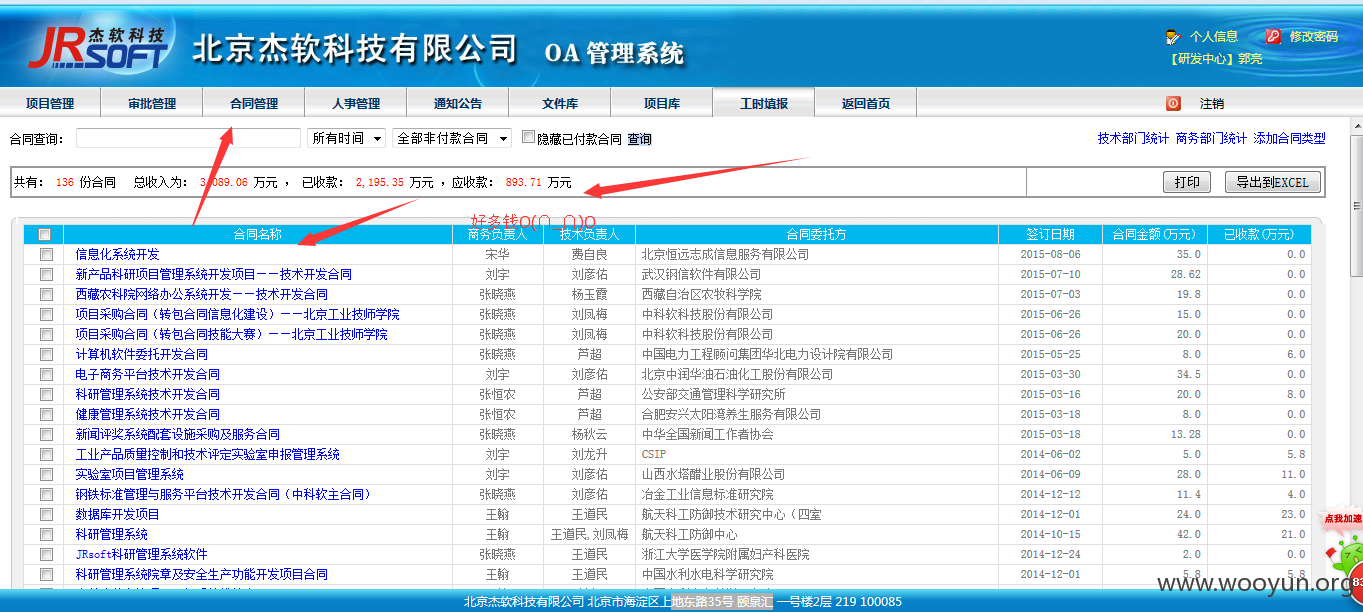 JRSOFT 杰软科技 北京杰软科技有限公司 OA 管理系统
个人信息 修改密码
【研发中心】郭亮
项目管理 审批管理 合同管理 人事管理 通知公告 文件库 项目库 工时填报 返回首页 注销
合同查询: 所有时间 全部非付款合同 隐藏已付款合同 查询 技术部门统计 商务部门统计 添加合同类型
共有: 136 份合同 总收入为: 3,089.06 万元 , 已收款: 2,195.35 万元 , 应收款: 893.71 万元 打印 导出到EXCEL
好多钱O(∩_∩)O
合同名称 商务负责人 技术负责人 合同委托方 签订日期 合同金额(万元) 已收款(万元)
信息化系统开发 宋华 费自良 北京恒远志成信息服务有限公司 2015-08-06 35.0 0.0
新产品科研项目管理系统开发项目——技术开发合同 刘宇 刘彦佑 武汉钢信软件有限公司 2015-07-10 28.62 0.0
西藏农科院网络办公系统开发——技术开发合同 张晓燕 杨玉霞 西藏自治区农牧科学院 2015-07-03 19.8 0.0
项目采购合同（转包合同信息化建设）——北京工业技师学院 张晓燕 刘凤梅 中科软科技股份有限公司 2015-06-26 15.0 0.0
项目采购合同（转包合同技能大赛）——北京工业技师学院 张晓燕 刘凤梅 中科软科技股份有限公司 2015-06-26 20.0 0.0
计算机软件委托开发合同 张晓燕 芦超 中国电力工程顾问集团华北电力设计院有限公司 2015-05-25 8.0 6.0
电子商务平台技术开发合同 刘宇 刘彦佑 北京中润华油石油化工股份有限公司 2015-03-30 34.5 0.0
科研管理系统技术开发合同 张恒农 芦超 公安部交通管理科学研究所 2015-03-16 20.0 8.0
健康管理系统技术开发合同 张恒农 芦超 合肥安兴太阳湾养生服务有限公司 2015-03-18 8.0 0.0
新闻评奖系统配套设施采购及服务合同 张晓燕 杨秋云 中华全国新闻工作者协会 2015-03-18 13.28 0.0
工业产品质量控制和技术评定实验室申报管理系统 刘宇 刘龙升 CSIP 2014-06-02 5.0 5.8
实验室项目管理系统 刘宇 刘彦佑 山西水塔醋业股份有限公司 2014-06-09 28.0 11.0
钢铁标准管理与服务平台技术开发合同（中科软主合同） 张晓燕 刘彦佑 冶金工业信息标准研究院 2014-12-12 11.4 4.0
数据库开发项目 王翰 王道民 航天科工防御技术研究中心（四室 2014-12-01 24.0 23.0
科研管理系统 王翰 王道民,刘凤梅 航天科工防御中心 2014-10-15 42.0 21.0
JRsoft科研管理系统软件 张晓燕 王道民 浙江大学医学院附属妇产科医院 2014-12-24 2.0 0.0
科研管理系统院章及安全生产功能开发项目合同 王翰 王道民 中国水利水电科学研究院 2014-12-01 5.8 5.8
点我加速
www.wooyun.org
83
北京杰软科技有限公司 北京市海淀区上地东路35号 颐泉汇 一号楼2层 219 100085